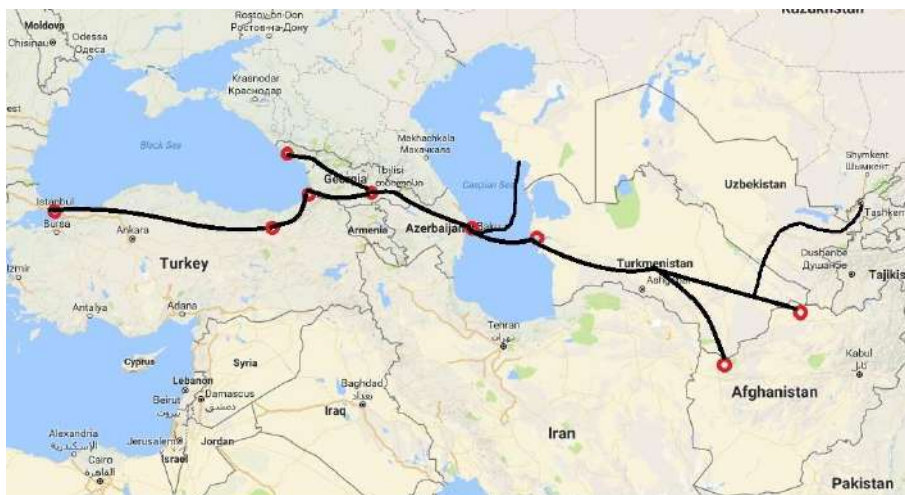 Moldova
Chisinau
Odessa
Одеса
Rostov-on-Don
Ростов-на-Дону
Kazakhstan
Krasnodar
Краснодар
Black Sea
Makhachkala
Махачкала
Caspian Sea
Georgia
Tbilisi
თბილისი
Uzbekistan
Shymkent
Шымкент
Tashkent
Istanbul
Bursa
Ankara
Armenia
Azerbaijan
Baku
Turkmenistan
Dushanbe
Душанбе
Tajikis
Izmir
Turkey
Antalya
Adana
Tehran
تهران
Kabul
کابل
Cyprus
Syria
Afghanistan
Lebanon
Beirut
بيروت
Damascus
دمشق
Baghdad
بغداد
Iraq
Iran
Alexandria
الإسكندرية
Jerusalem
Jordan
Israel
Cairo
القاهرة
Pakistan